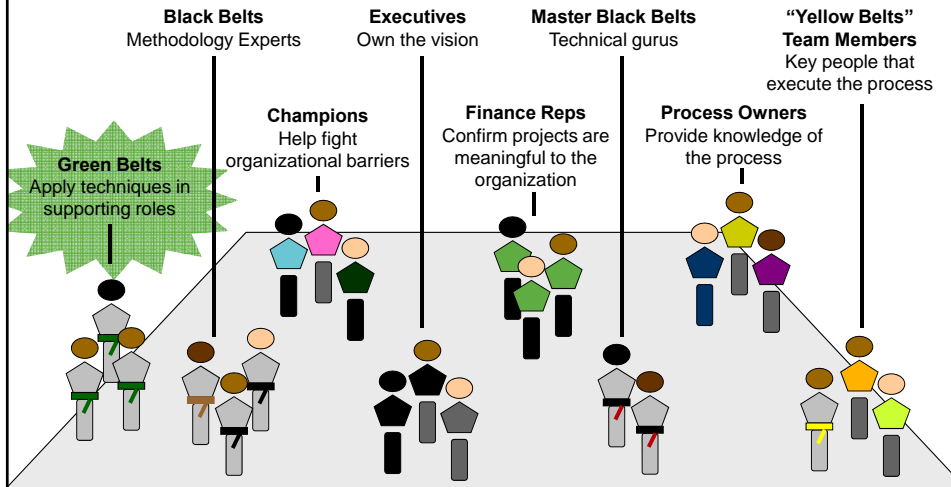 Black Belts
Methodology Experts
Executives
Own the vision
Master Black Belts
Technical gurus
“Yellow Belts”
Team Members
Key people that
execute the process
Champions
Help fight
organizational barriers
Finance Reps
Confirm projects are
meaningful to the
organization
Process Owners
Provide knowledge of
the process
Green Belts
Apply techniques in
supporting roles